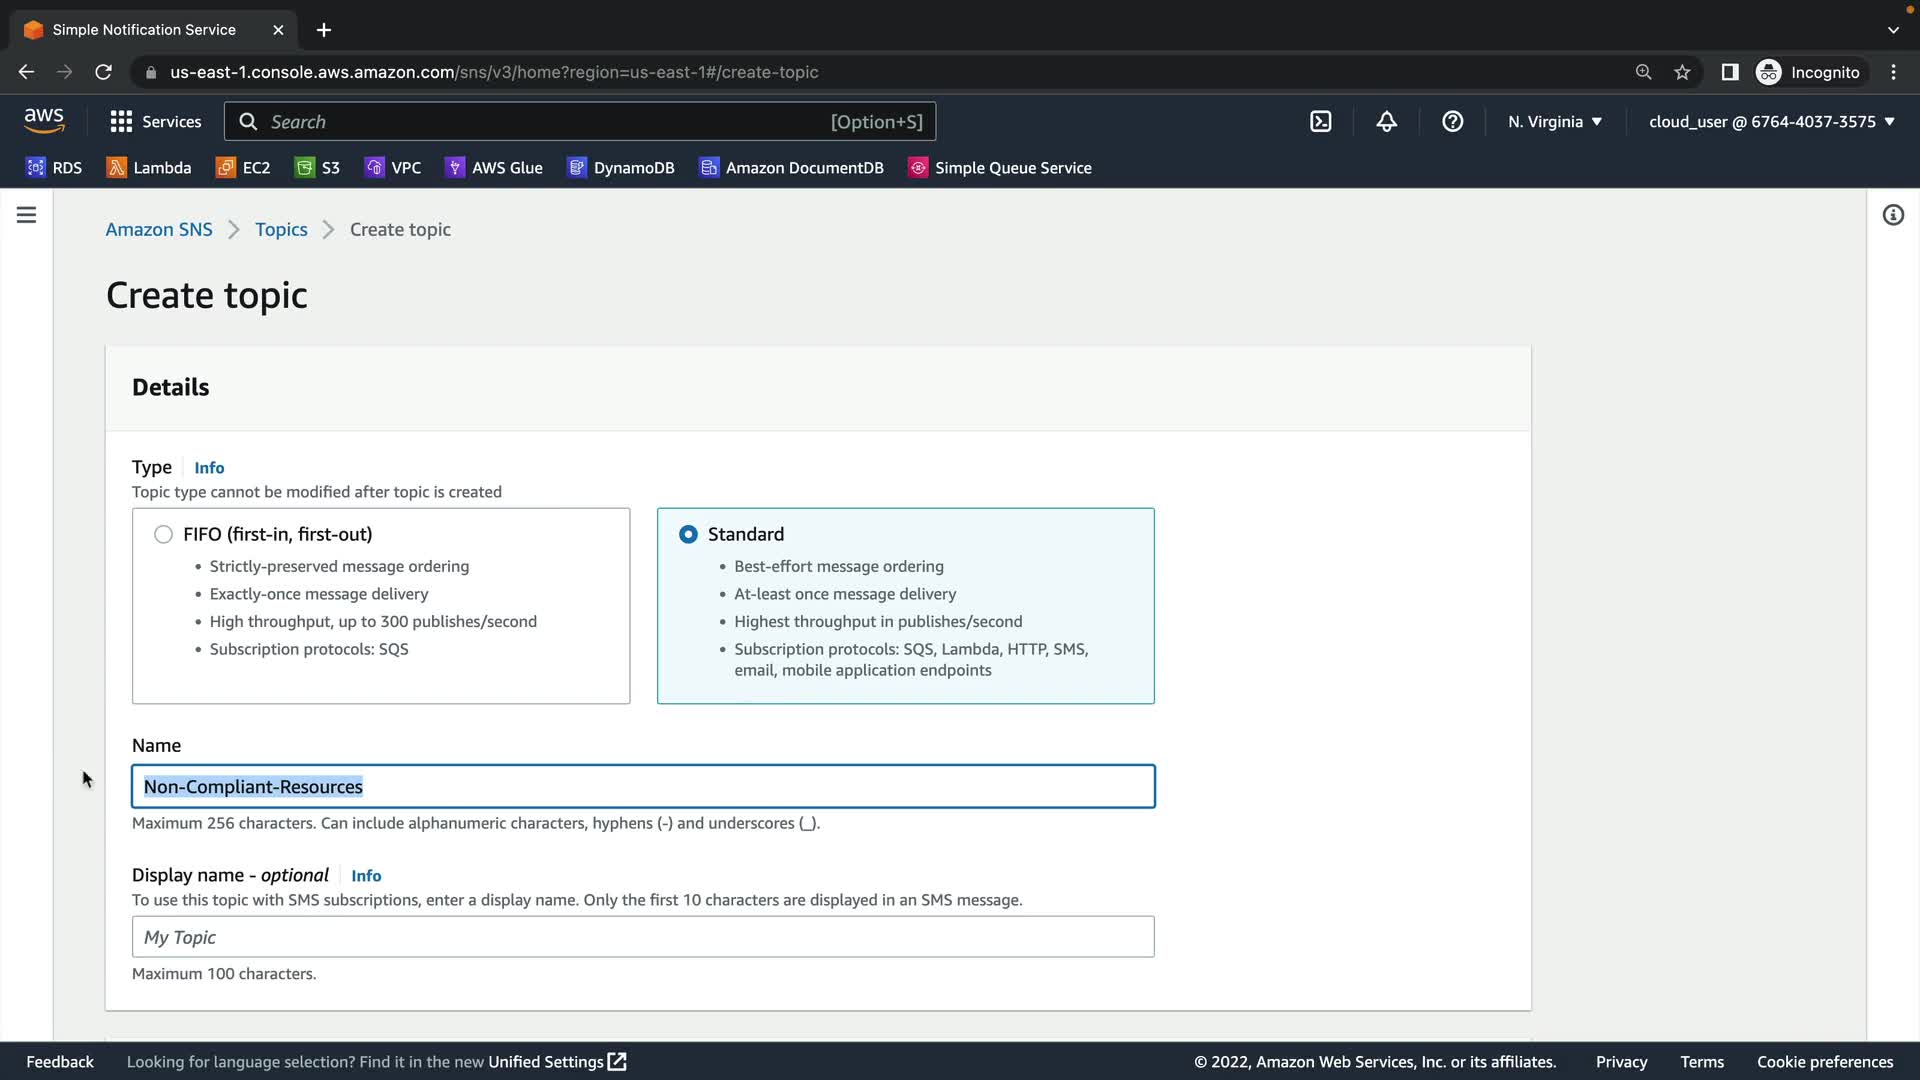 Simple Notification Service
us-east-1.console.aws.amazon.com/sns/v3/home?region=us-east-1#/create-topic
Incognito
aws
Services
Search
[Option+S]
N. Virginia
cloud_user @ 6764-4037-3575
RDS
Lambda
EC2
S3
VPC
AWS Glue
DynamoDB
Amazon DocumentDB
Simple Queue Service
Amazon SNS
Topics
Create topic
Create topic
Details
Type
Info
Topic type cannot be modified after topic is created
FIFO (first-in, first-out)
• Strictly-preserved message ordering
• Exactly-once message delivery
• High throughput, up to 300 publishes/second
• Subscription protocols: SQS
Standard
• Best-effort message ordering
• At-least once message delivery
• Highest throughput in publishes/second
• Subscription protocols: SQS, Lambda, HTTP, SMS,
email, mobile application endpoints
Name
Non-Compliant-Resources
Maximum 256 characters. Can include alphanumeric characters, hyphens (-) and underscores (_).
Display name - optional
Info
To use this topic with SMS subscriptions, enter a display name. Only the first 10 characters are displayed in an SMS message.
My Topic
Maximum 100 characters.
Feedback
Looking for language selection? Find it in the new Unified Settings
© 2022, Amazon Web Services, Inc. or its affiliates.
Privacy
Terms
Cookie preferences